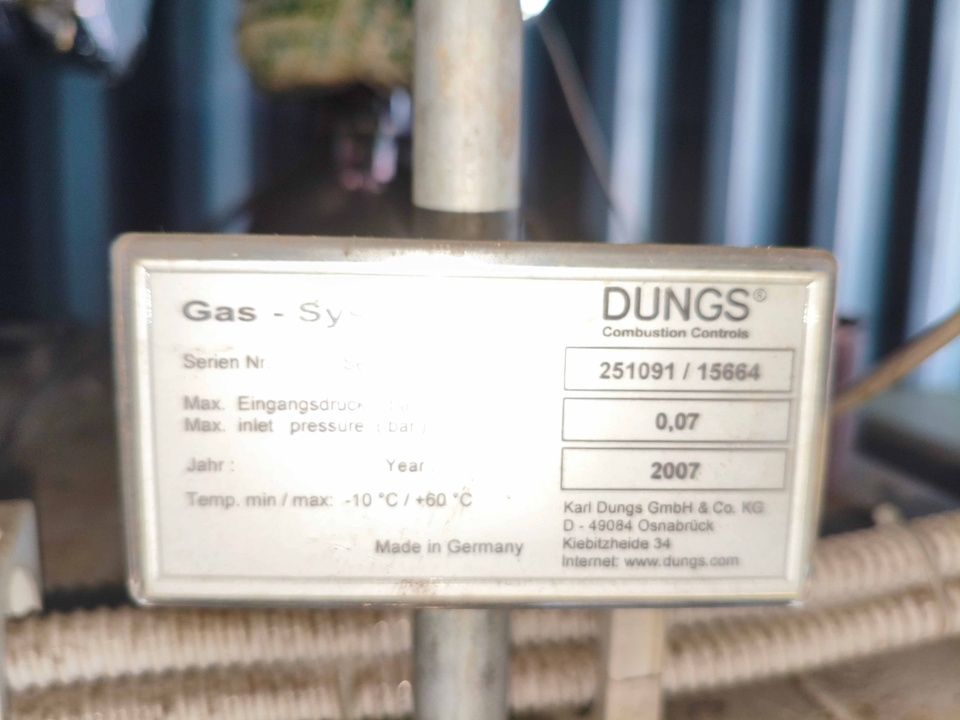 Gas - Sy
DUNGS®
Combustion Controls
Serien Nr. 251091 / 15664
Max. Eingangsdruck
Max. inlet pressure (bar) 0,07
Jahr : Year 2007
Temp. min / max: -10 °C / +60 °C
Made in Germany
Karl Dungs GmbH & Co. KG
D - 49084 Osnabrück
Kiebitzheide 34
Internet: www.dungs.com